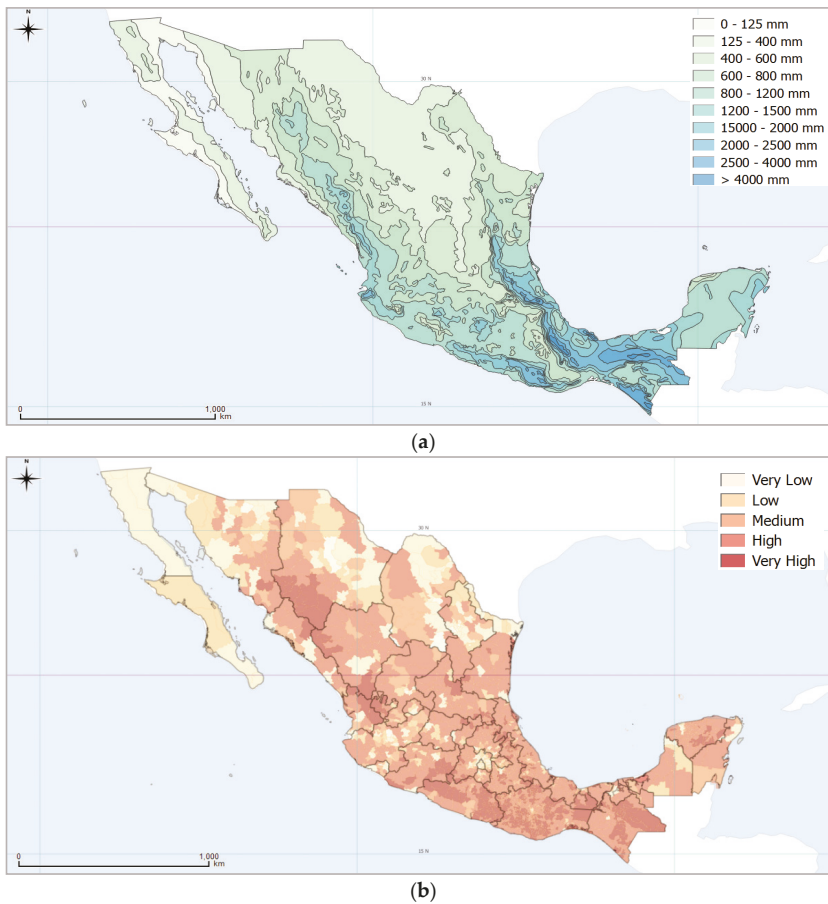 N
0 - 125 mm
125 - 400 mm
400 - 600 mm
600 - 800 mm
800 - 1200 mm
1200 - 1500 mm
15000 - 2000 mm
2000 - 2500 mm
2500 - 4000 mm
> 4000 mm
30 N
15 N
0 1,000
km
(a)
N
Very Low
Low
Medium
High
Very High
30 N
15 N
0 1,000
km
(b)